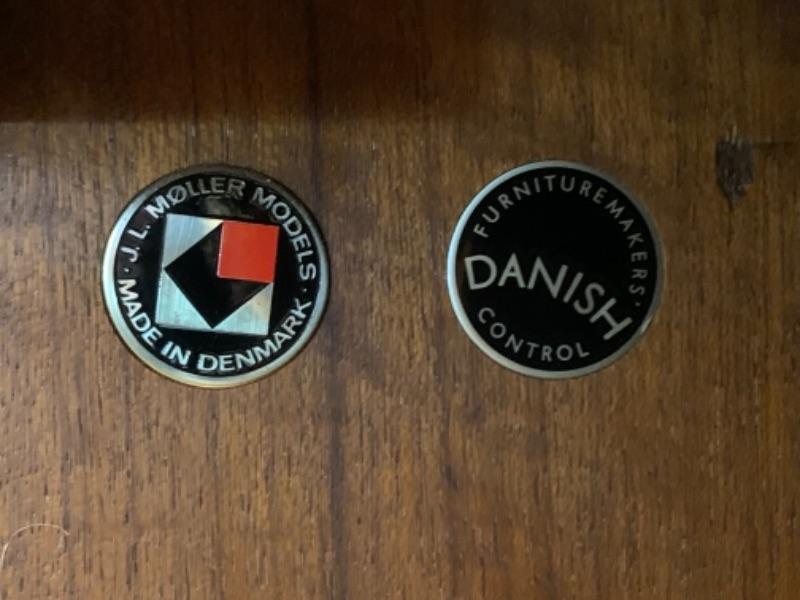 · J. L. MØLLER MODELS ·
MADE IN DENMARK
FURNITUREMAKERS ·
DANISH
CONTROL